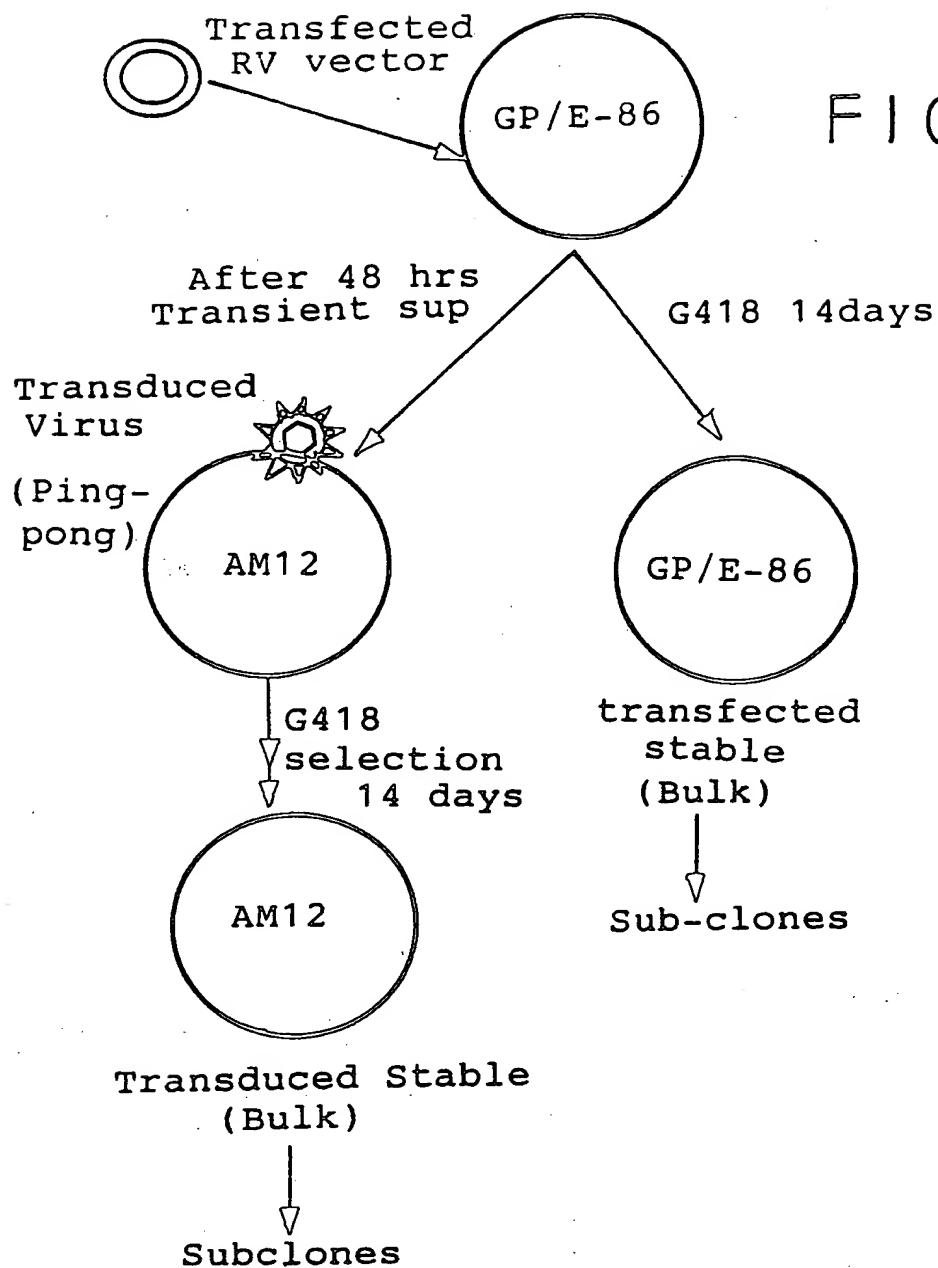 Transfected
RV vector
GP/E-86
FIG
After 48 hrs
Transient sup
G418 14days
Transduced
Virus
(Ping-
pong)
AM12
GP/E-86
G418
selection
14 days
transfected
stable
(Bulk)
AM12
Sub-clones
Transduced Stable
(Bulk)
Subclones